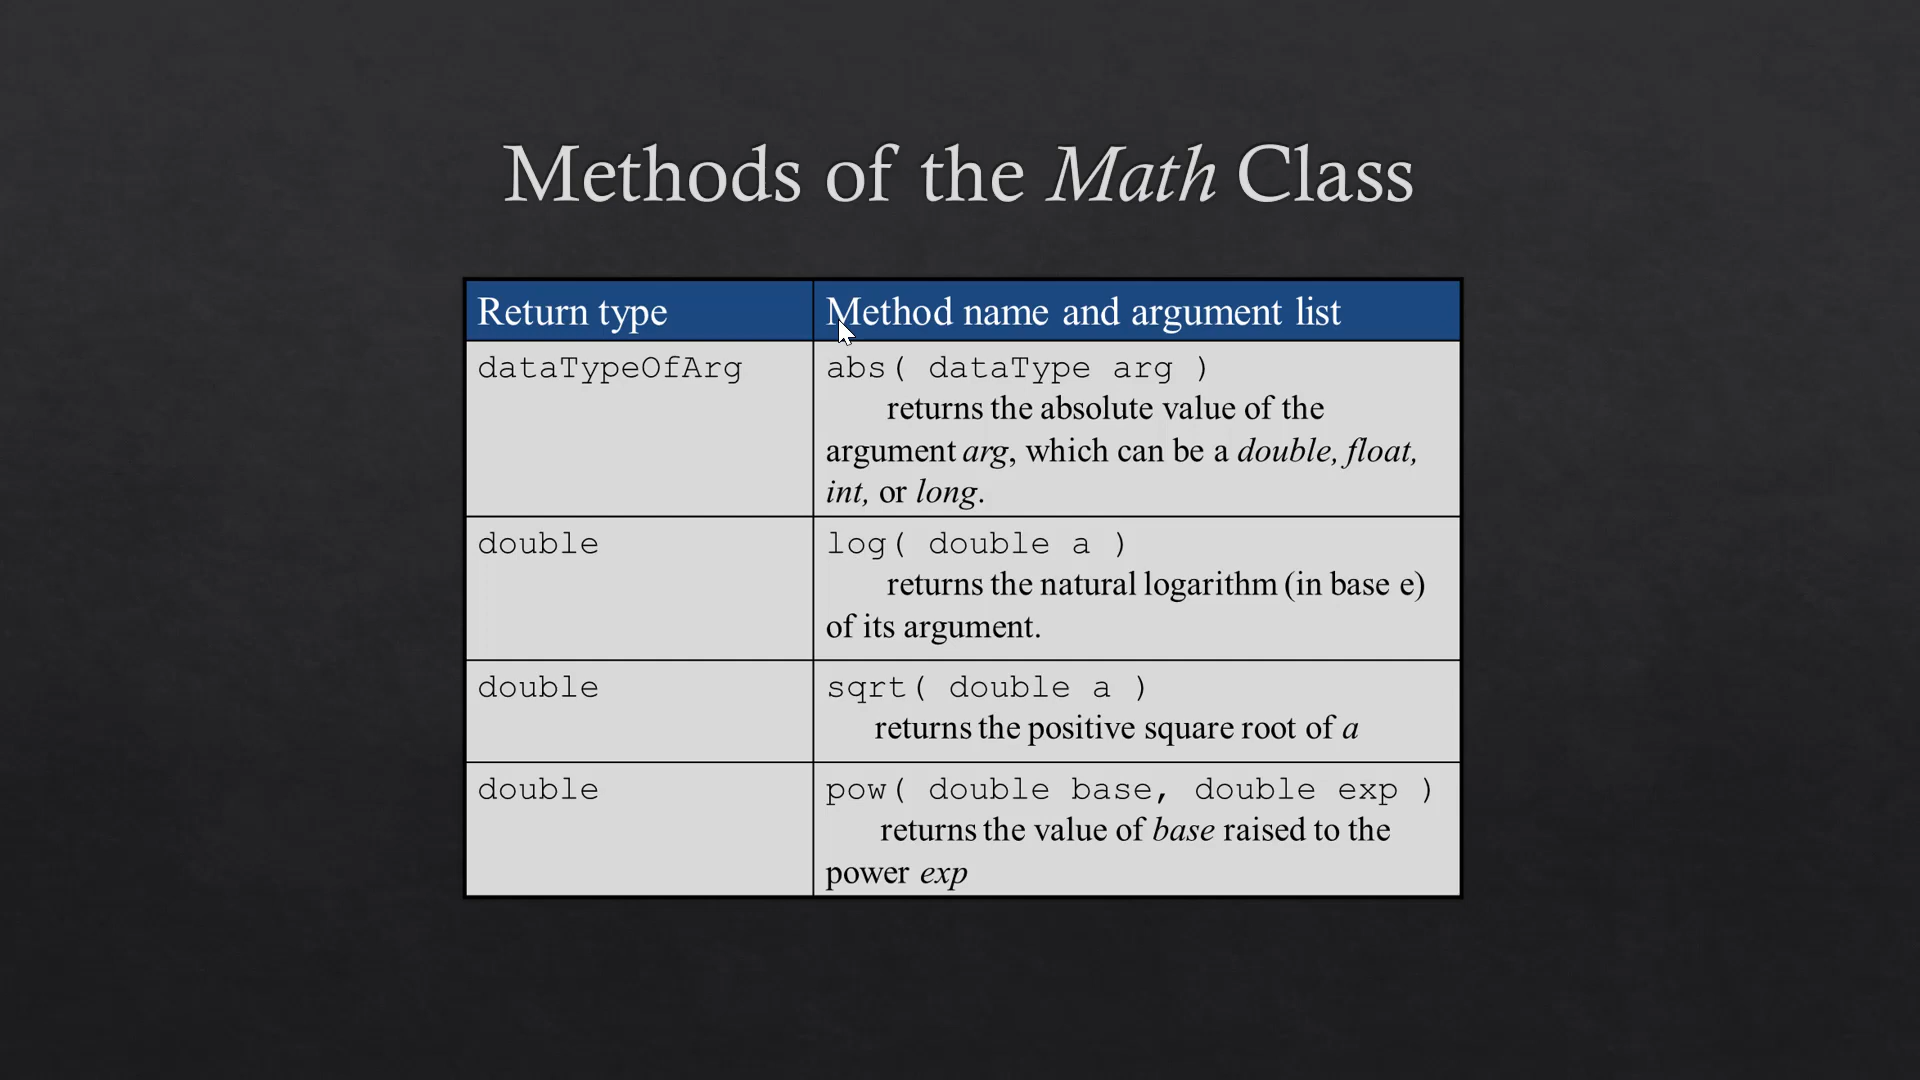 Methods of the Math Class
Return type
Method name and argument list
dataTypeOfArg
abs( dataType arg )
returns the absolute value of the
argument arg, which can be a double, float,
int, or long.
double
log( double a )
returns the natural logarithm (in base e)
of its argument.
double
sqrt( double a )
returns the positive square root of a
double
pow( double base, double exp )
returns the value of base raised to the
power exp